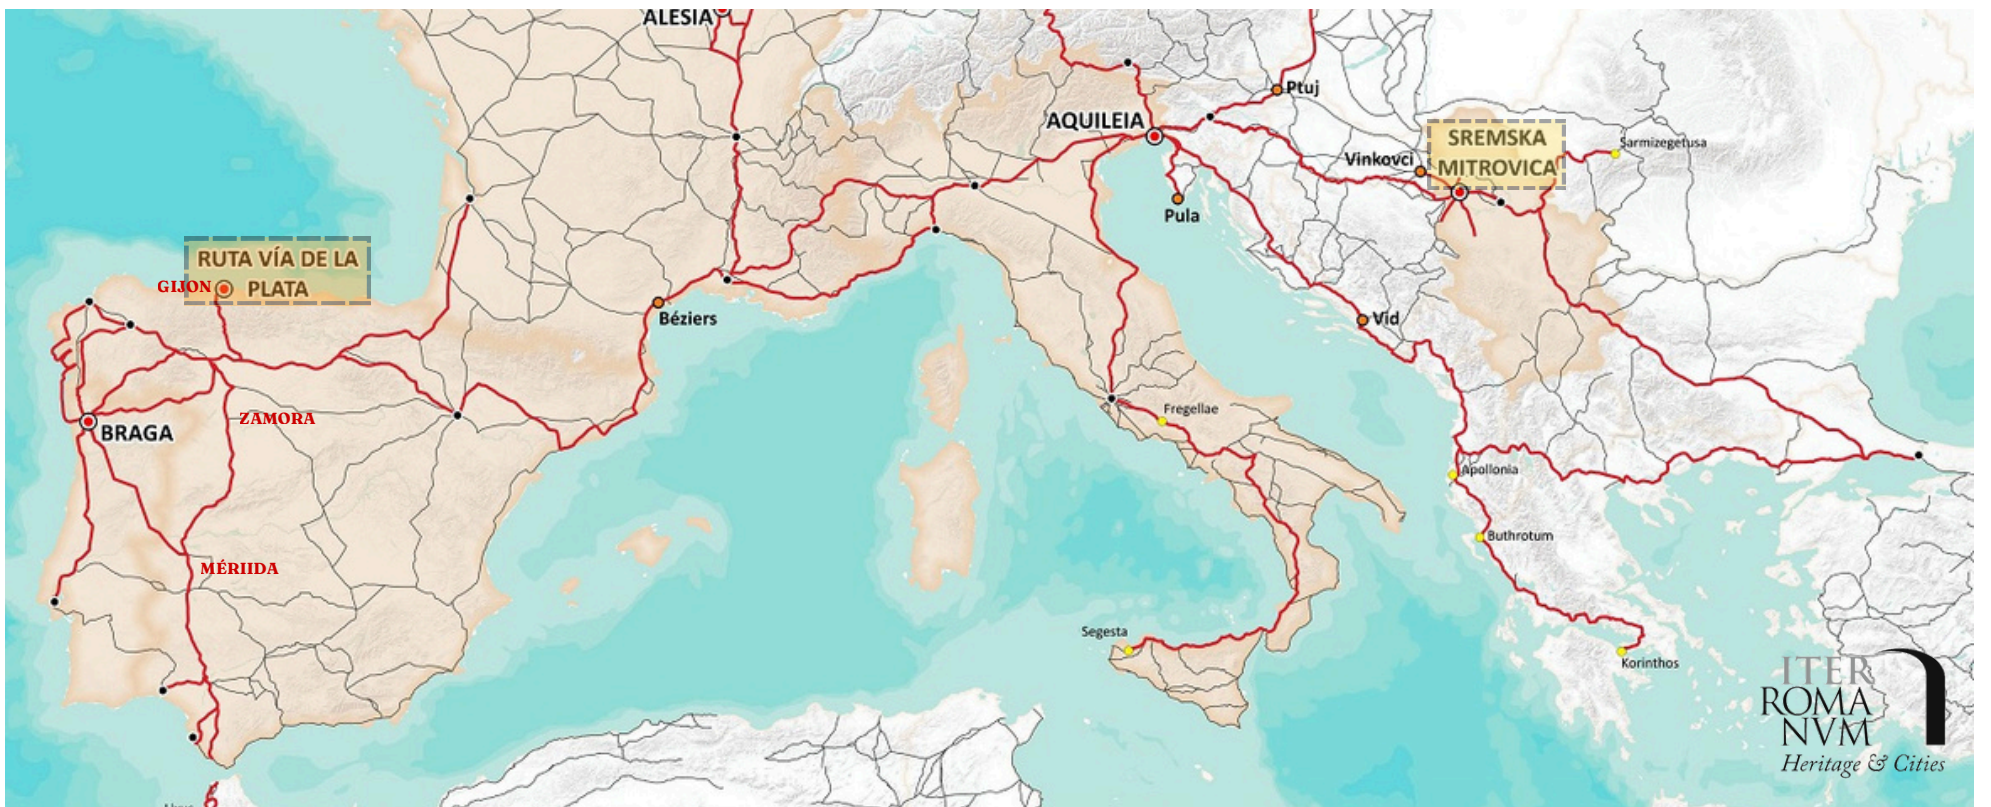 ALESIA
Ptuj
AQUILEIA
SREMSKA
MITROVICA
Sarmizegetusa
Vinkovci
Pula
RUTA VÍA DE LA
PLATA
GIJON
Béziers
Vid
Fregellae
ZAMORA
BRAGA
Apollonia
Buthrotum
MÉRIIDA
Segesta
Korinthos
ITER
ROMA
NVM
Heritage & Cities